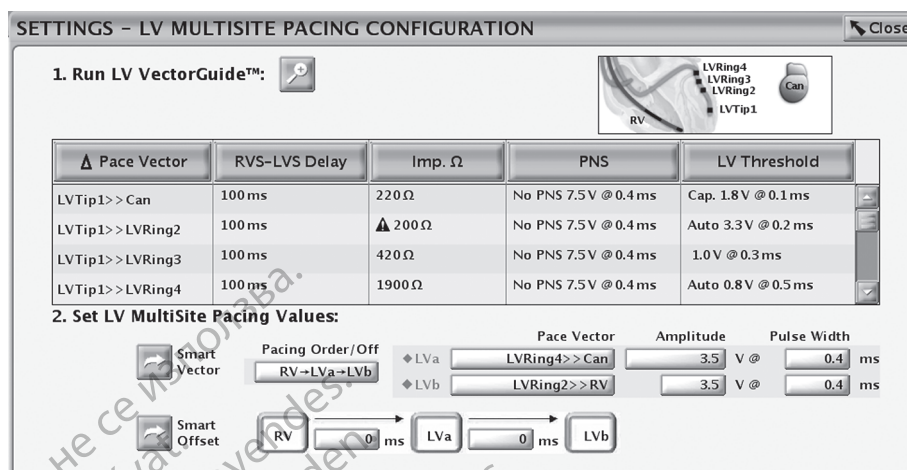 SETTINGS – LV MULTISITE PACING CONFIGURATION
Close
1. Run LV VectorGuide™:
LVRing4
LVRing3
LVRing2
LVTip1
RV
Can
Δ Pace Vector RVS-LVS Delay Imp. Ω PNS LV Threshold
LVTip1>>Can 100 ms 220 Ω No PNS 7.5 V @ 0.4 ms Cap. 1.8 V @ 0.1 ms
LVTip1>>LVRing2 100 ms 200 Ω No PNS 7.5 V @ 0.4 ms Auto 3.3 V @ 0.2 ms
LVTip1>>LVRing3 100 ms 420 Ω No PNS 7.5 V @ 0.4 ms 1.0 V @ 0.3 ms
LVTip1>>LVRing4 100 ms 1900 Ω No PNS 7.5 V @ 0.4 ms Auto 0.8 V @ 0.5 ms
2. Set LV MultiSite Pacing Values:
Pace Vector Amplitude Pulse Width
Smart Vector
Pacing Order/Off
RV→LVa→LVb
LVa LVRing4>>Can 3.5 V @ 0.4 ms
LVb LVRing2>>RV 3.5 V @ 0.4 ms
Smart Offset
RV 0 ms LVa 0 ms LVb
не се използва.